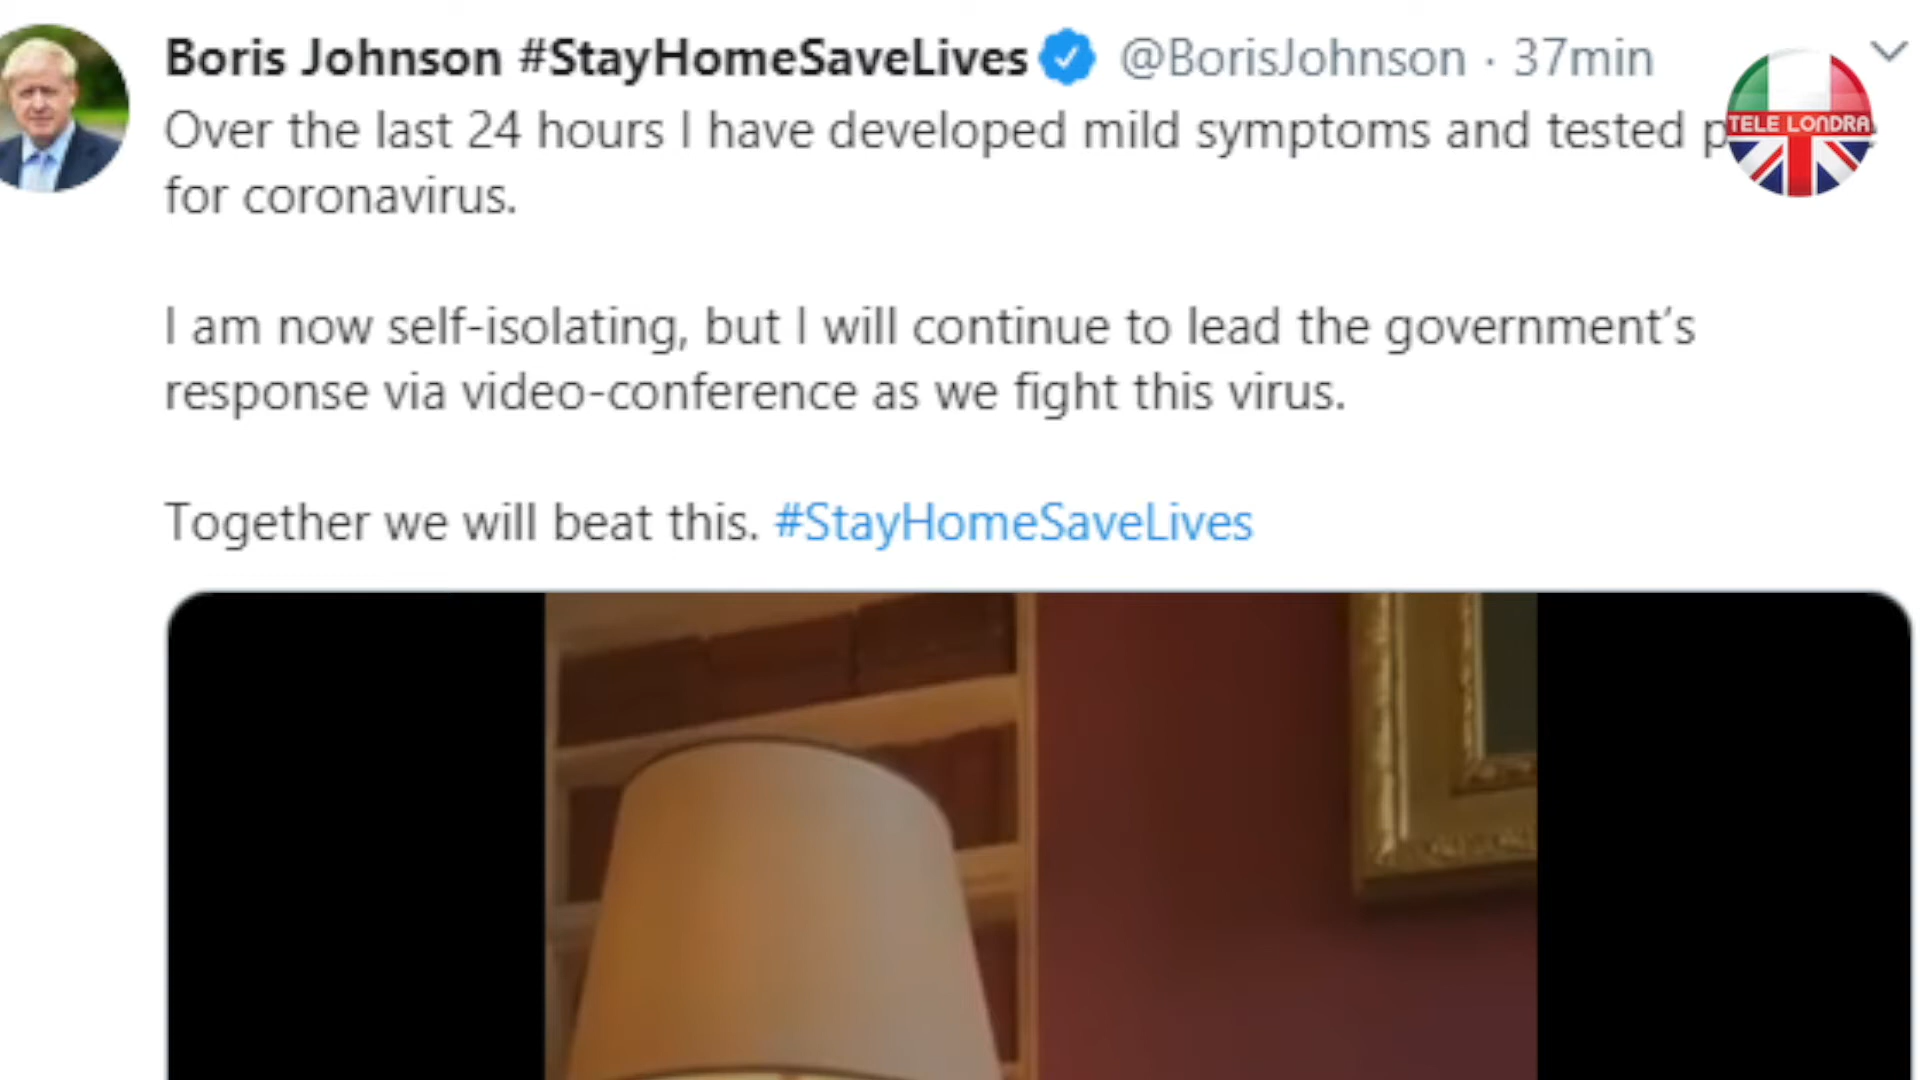 Boris Johnson #StayHomeSaveLives @BorisJohnson · 37min
Over the last 24 hours I have developed mild symptoms and tested
TELE LONDRA
for coronavirus.
I am now self-isolating, but I will continue to lead the government's
response via video-conference as we fight this virus.
Together we will beat this. #StayHomeSaveLives